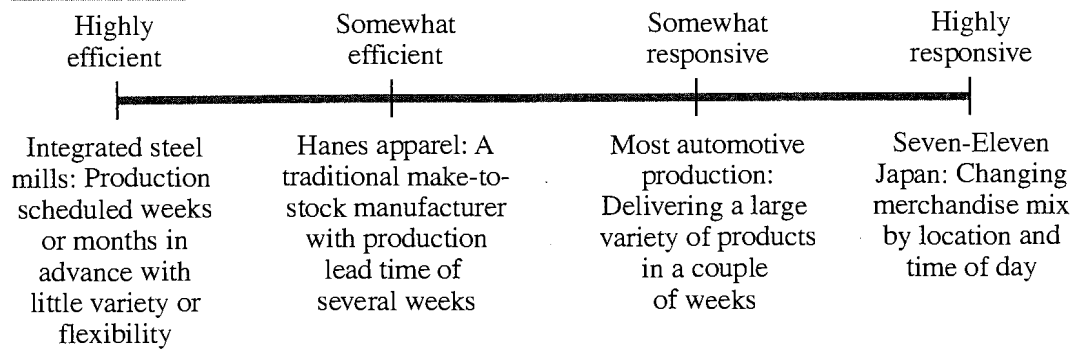 Highly
efficient
Somewhat
efficient
Somewhat
responsive
Highly
responsive
Integrated steel
mills: Production
scheduled weeks
or months in
advance with
little variety or
flexibility
Hanes apparel: A
traditional make-to-
stock manufacturer
with production
lead time of
several weeks
Most automotive
production:
Delivering a large
variety of products
in a couple
of weeks
Seven-Eleven
Japan: Changing
merchandise mix
by location and
time of day